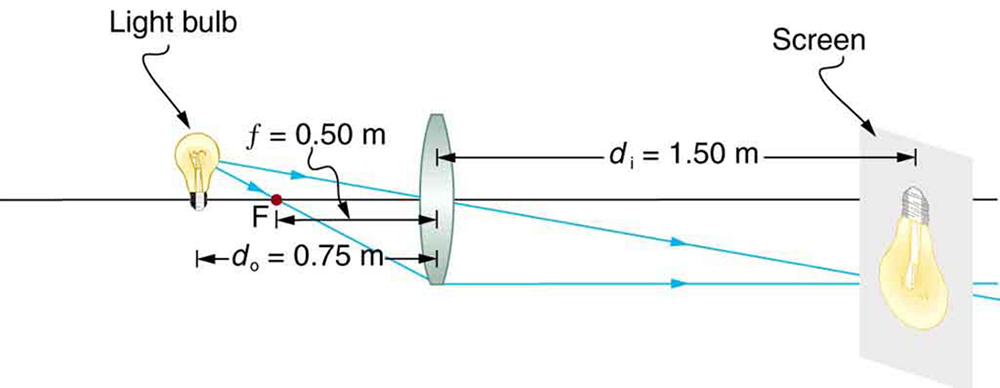 Light bulb
Screen
f = 0.50 m
dᵢ = 1.50 m
F
dₒ = 0.75 m